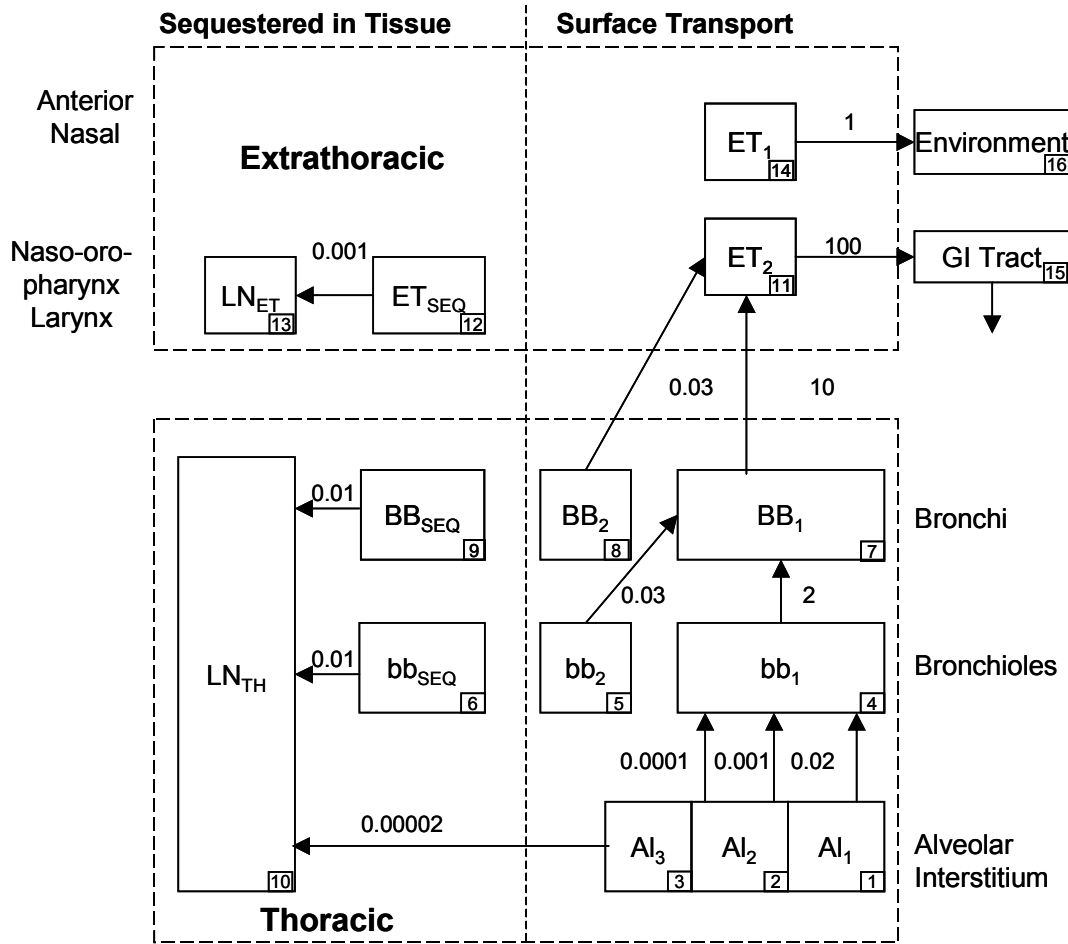 Sequestered in Tissue
Surface Transport
Anterior
Nasal
Extrathoracic
ET1
14
1
Environment
16
Naso-oro-
pharynx
Larynx
LNET
13
0.001
ETSEQ
12
ET2
11
100
GI Tract
15
0.03
10
LNTH
10
0.01
BBSEQ
9
BB2
8
BB1
7
Bronchi
0.03
2
0.01
bbSEQ
6
bb2
5
bb1
4
Bronchioles
0.0001
0.001
0.02
0.00002
AI3
3
AI2
2
AI1
1
Alveolar
Interstitium
Thoracic